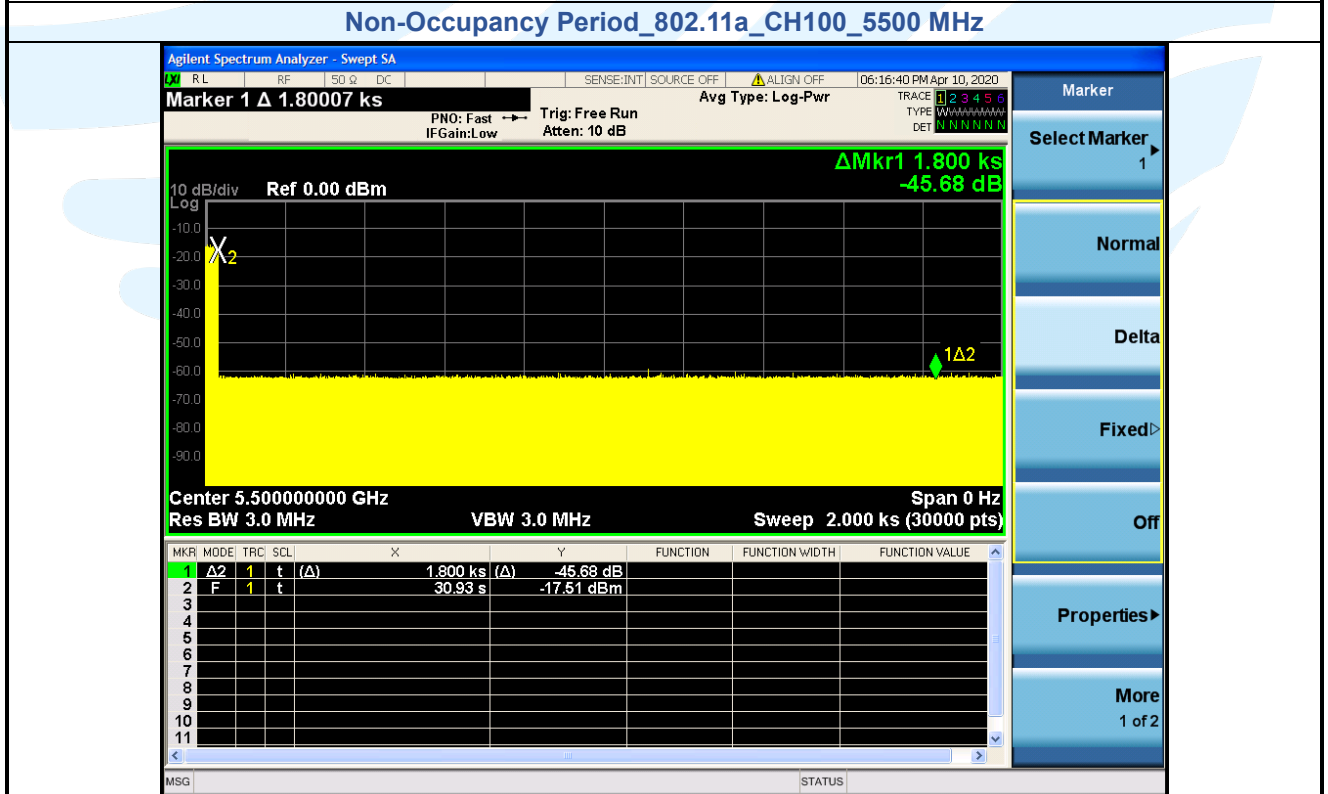 Non-Occupancy Period_802.11a_CH100_5500 MHz
Agilent Spectrum Analyzer - Swept SA
LXI RL RF 50 Ω DC SENSE:INT SOURCE OFF ⚠ALIGN OFF 06:16:40 PM Apr 10, 2020
Marker 1 Δ 1.80007 ks
PNO: Fast
IFGain:Low
Trig: Free Run
Atten: 10 dB
Avg Type: Log-Pwr
TRACE 1 2 3 4 5 6
TYPE WWWWWW
DET N N N N N N
ΔMkr1 1.800 ks
-45.68 dB
10 dB/div Ref 0.00 dBm
Log
-10.0
-20.0
-30.0
-40.0
-50.0
-60.0
-70.0
-80.0
-90.0
X2
1Δ2
Center 5.500000000 GHz Span 0 Hz
Res BW 3.0 MHz VBW 3.0 MHz Sweep 2.000 ks (30000 pts)
MKR MODE TRC SCL X Y FUNCTION FUNCTION WIDTH FUNCTION VALUE
1 Δ2 1 t (Δ) 1.800 ks (Δ) -45.68 dB
2 F 1 t 30.93 s -17.51 dBm
3
4
5
6
7
8
9
10
11
MSG STATUS
Marker
Select Marker
1
Normal
Delta
Fixed
Off
Properties
More
1 of 2